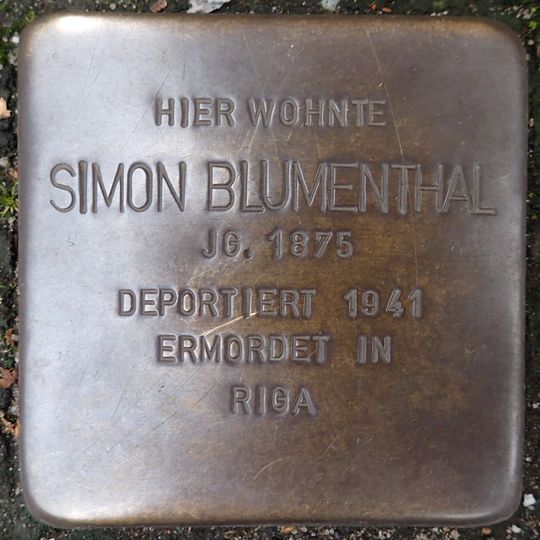 HIER WOHNTE
SIMON BLUMENTHAL
JG. 1875
DEPORTIERT 1941
ERMORDET IN
RIGA